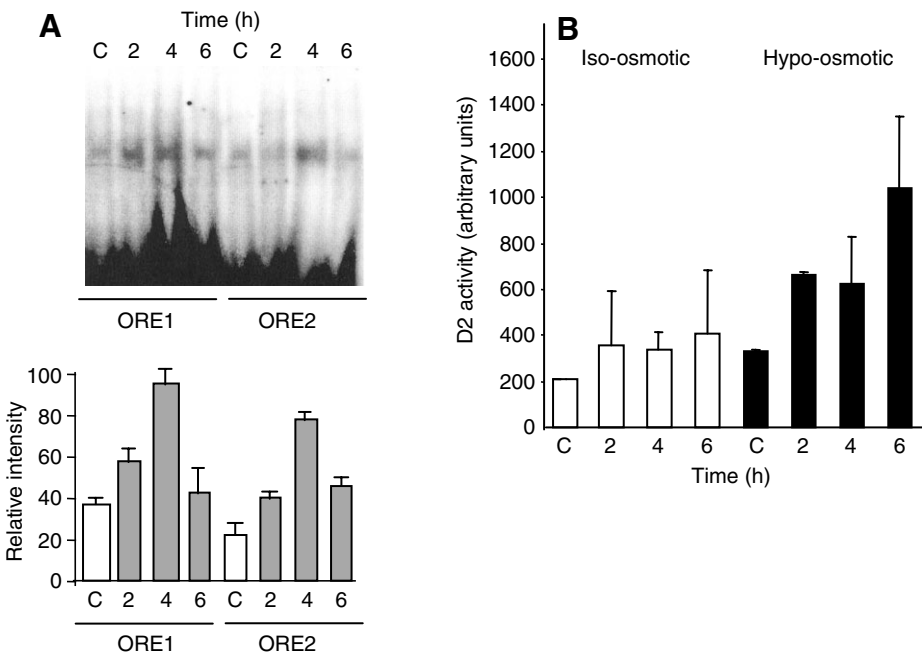 A
Time (h)
C 2 4 6 C 2 4 6
ORE1 ORE2
Relative intensity
100
80
60
40
20
0
C 2 4 6 C 2 4 6
ORE1 ORE2
B
Iso-osmotic Hypo-osmotic
D2 activity (arbitrary units)
1600
1400
1200
1000
800
600
400
200
0
C 2 4 6 C 2 4 6
Time (h)